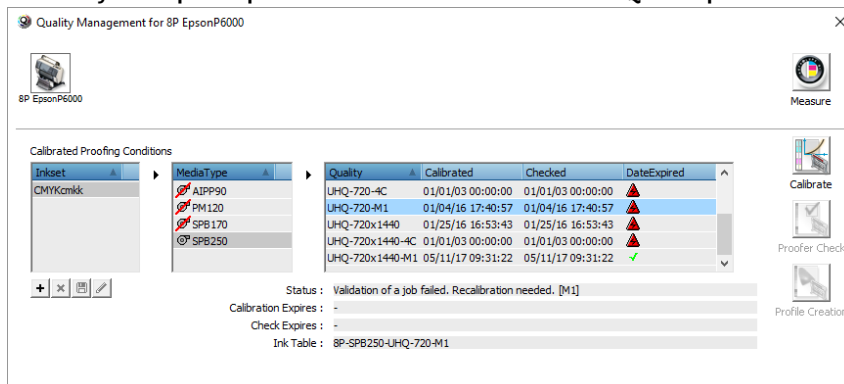 Quality Management for 8P EpsonP6000
8P EpsonP6000
Measure
Calibrated Proofing Conditions
Inkset MediaType Quality Calibrated Checked DateExpired
CMYKcmkk AIPP90 UHQ-720-4C 01/01/03 00:00:00 01/01/03 00:00:00
PM120 UHQ-720-M1 01/04/16 17:40:57 01/04/16 17:40:57
SPB170 UHQ-720x1440 01/25/16 16:53:43 01/25/16 16:53:43
SPB250 UHQ-720x1440-4C 01/01/03 00:00:00 01/01/03 00:00:00
UHQ-720x1440-M1 05/11/17 09:31:22 05/11/17 09:31:22
Calibrate
Proofer Check
Profile Creation
Status : Validation of a job failed. Recalibration needed. [M1]
Calibration Expires : -
Check Expires : -
Ink Table : 8P-SPB250-UHQ-720-M1